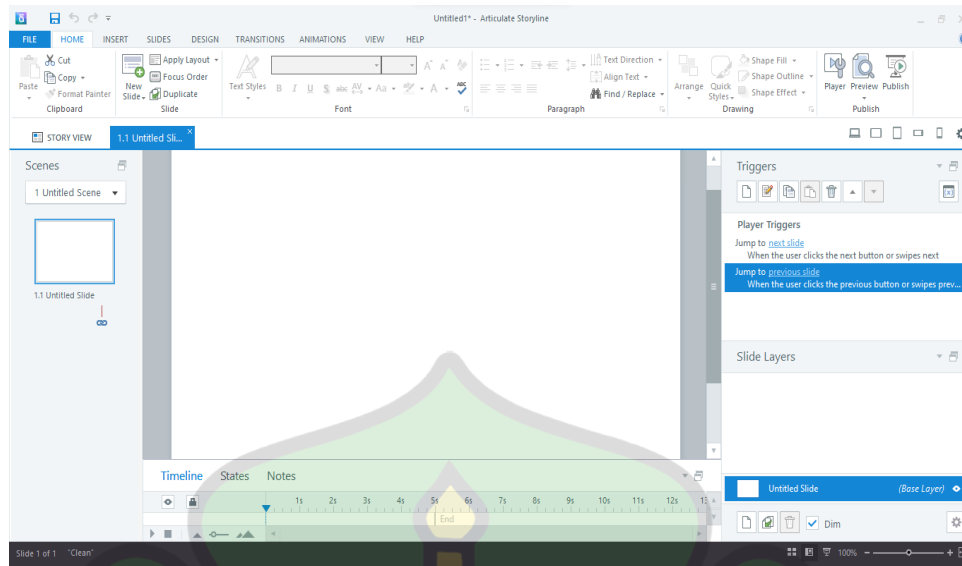 Untitled1* - Articulate Storyline
FILE HOME INSERT SLIDES DESIGN TRANSITIONS ANIMATIONS VIEW HELP
Paste
Cut
Copy
Format Painter
Clipboard
New Slide
Apply Layout
Focus Order
Duplicate
Slide
Text Styles
B I U S abc AV Aa A ABC
Font
Text Direction
Align Text
Find / Replace
Paragraph
Arrange
Quick Styles
Shape Fill
Shape Outline
Shape Effect
Drawing
Player Preview Publish
Publish
STORY VIEW
1.1 Untitled Sli...
Scenes
1 Untitled Scene
1.1 Untitled Slide
Triggers
Player Triggers
Jump to next slide
When the user clicks the next button or swipes next
Jump to previous slide
When the user clicks the previous button or swipes prev...
Slide Layers
Timeline States Notes
1s 2s 3s 4s 5s 6s 7s 8s 9s 10s 11s 12s
End
Untitled Slide (Base Layer)
Dim
Slide 1 of 1 "Clean"
100%